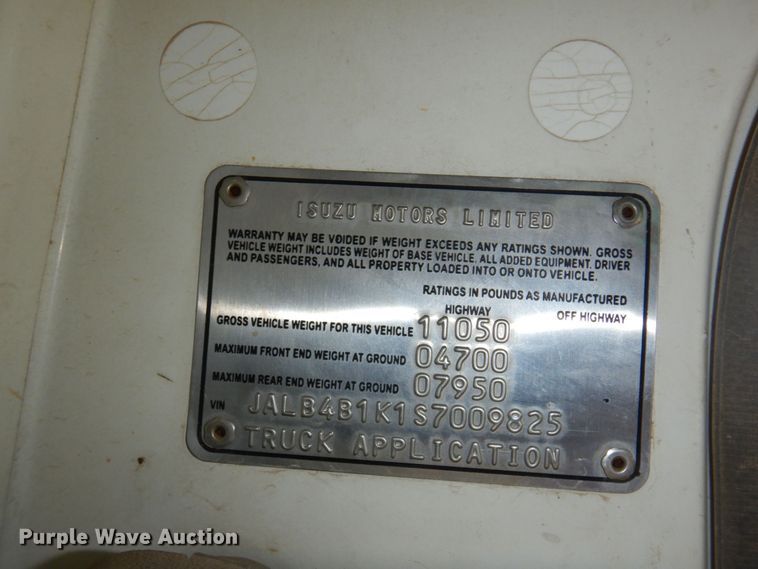 ISUZU MOTORS LIMITED
WARRANTY MAY BE VOIDED IF WEIGHT EXCEEDS ANY RATINGS SHOWN. GROSS
VEHICLE WEIGHT INCLUDES WEIGHT OF BASE VEHICLE. ALL ADDED EQUIPMENT, DRIVER
AND PASSENGERS, AND ALL PROPERTY LOADED INTO OR ONTO VEHICLE.
RATINGS IN POUNDS AS MANUFACTURED
HIGHWAY OFF HIGHWAY
GROSS VEHICLE WEIGHT FOR THIS VEHICLE 11050
MAXIMUM FRONT END WEIGHT AT GROUND 04700
MAXIMUM REAR END WEIGHT AT GROUND 07950
VIN JALB4B1K1S7009825
TRUCK APPLICATION
Purple Wave Auction